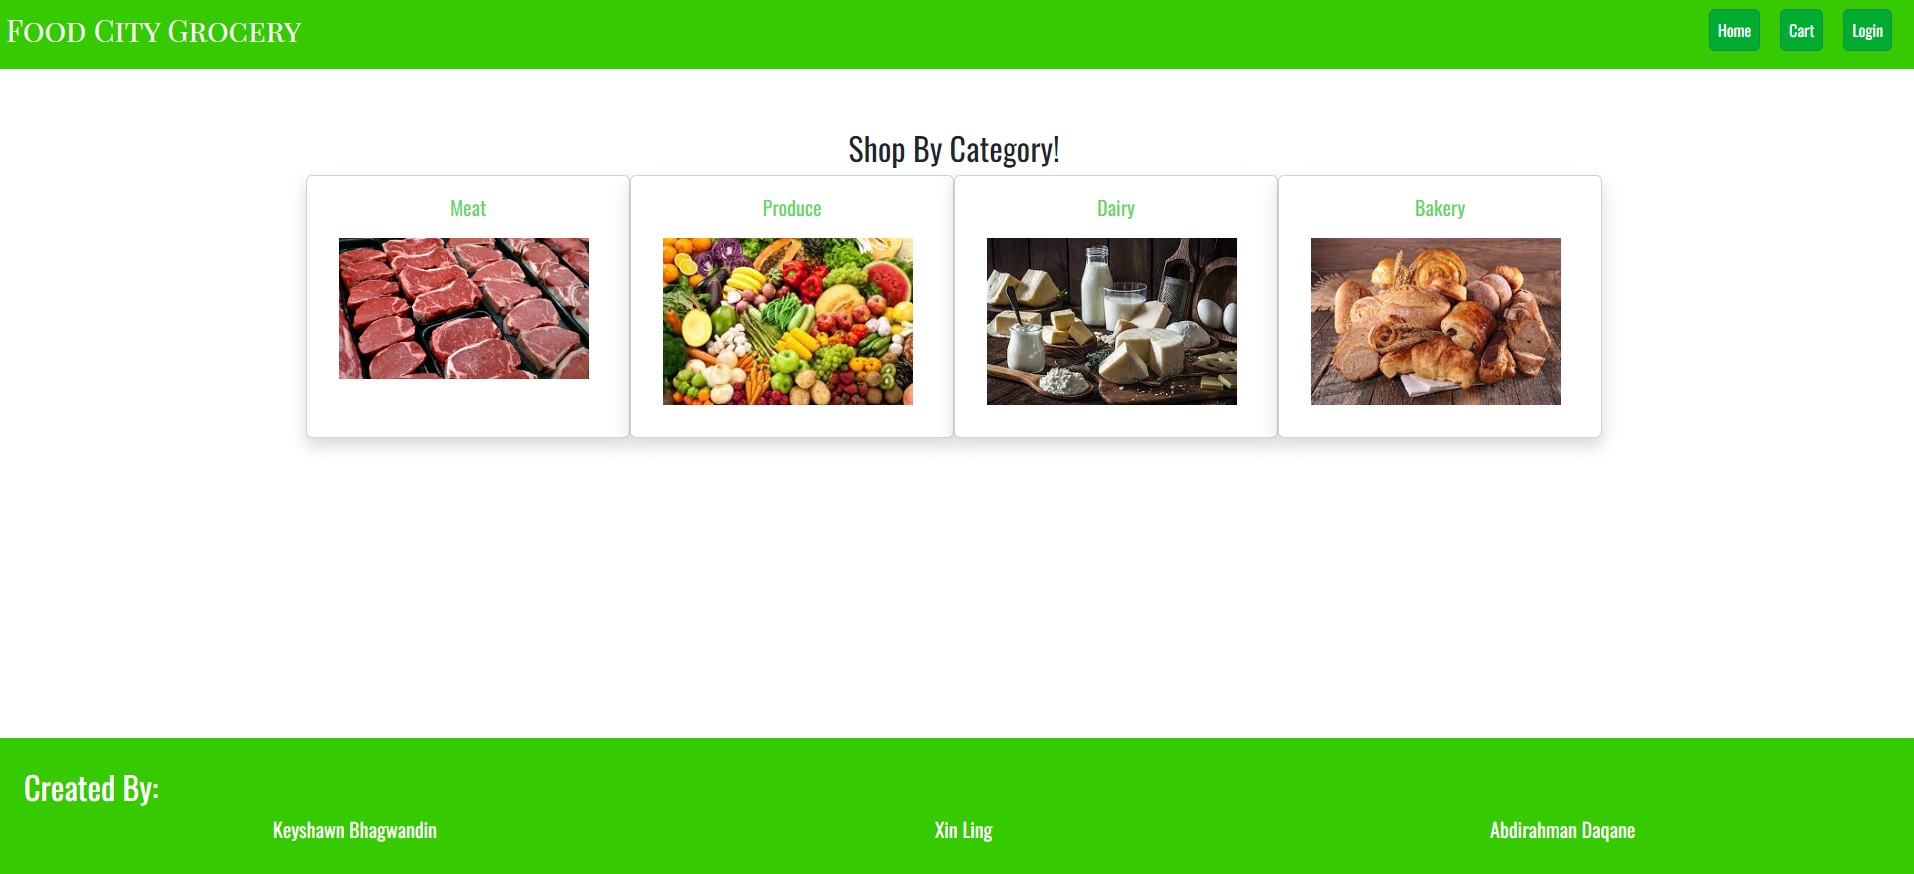 Food City Grocery
Home Cart Login
Shop By Category!
Meat Produce Dairy Bakery
Created By:
Keyshawn Bhagwandin Xin Ling Abdirahman Daqane